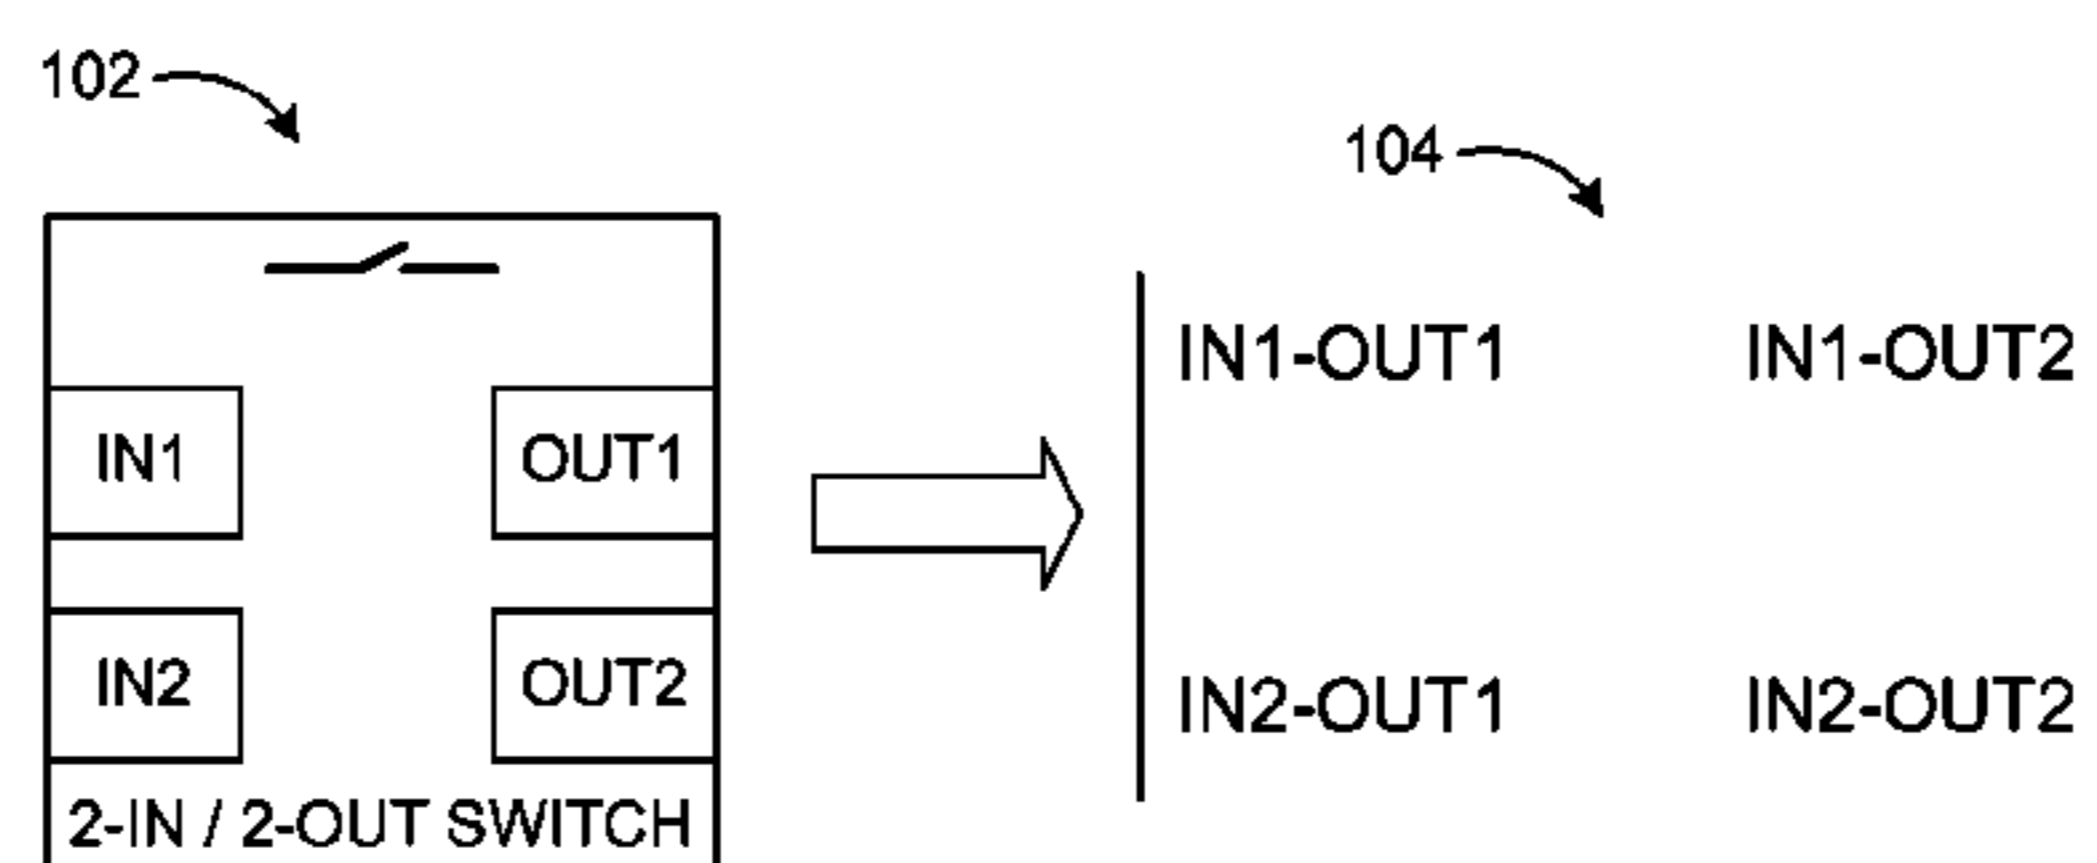 102
104
IN1-OUT1 IN1-OUT2
IN1 OUT1
IN2 OUT2
IN2-OUT1 IN2-OUT2
2-IN / 2-OUT SWITCH